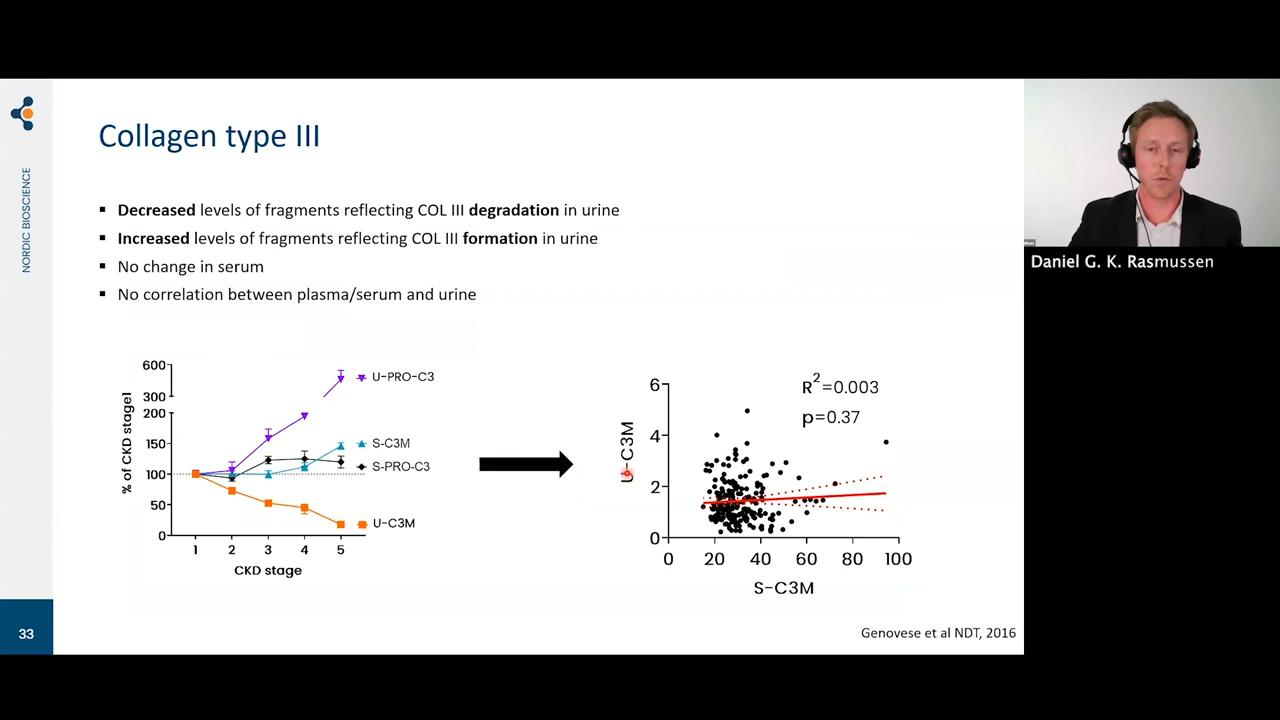 Collagen type III
NORDIC BIOSCIENCE
▪ Decreased levels of fragments reflecting COL III degradation in urine
▪ Increased levels of fragments reflecting COL III formation in urine
▪ No change in serum
▪ No correlation between plasma/serum and urine
Daniel G. K. Rasmussen
% of CKD stage1
600
300
200
150
100
50
0
1 2 3 4 5
CKD stage
U-PRO-C3
S-C3M
S-PRO-C3
U-C3M
U-C3M
6
4
2
0
0 20 40 60 80 100
S-C3M
R2=0.003
p=0.37
Genovese et al NDT, 2016
33